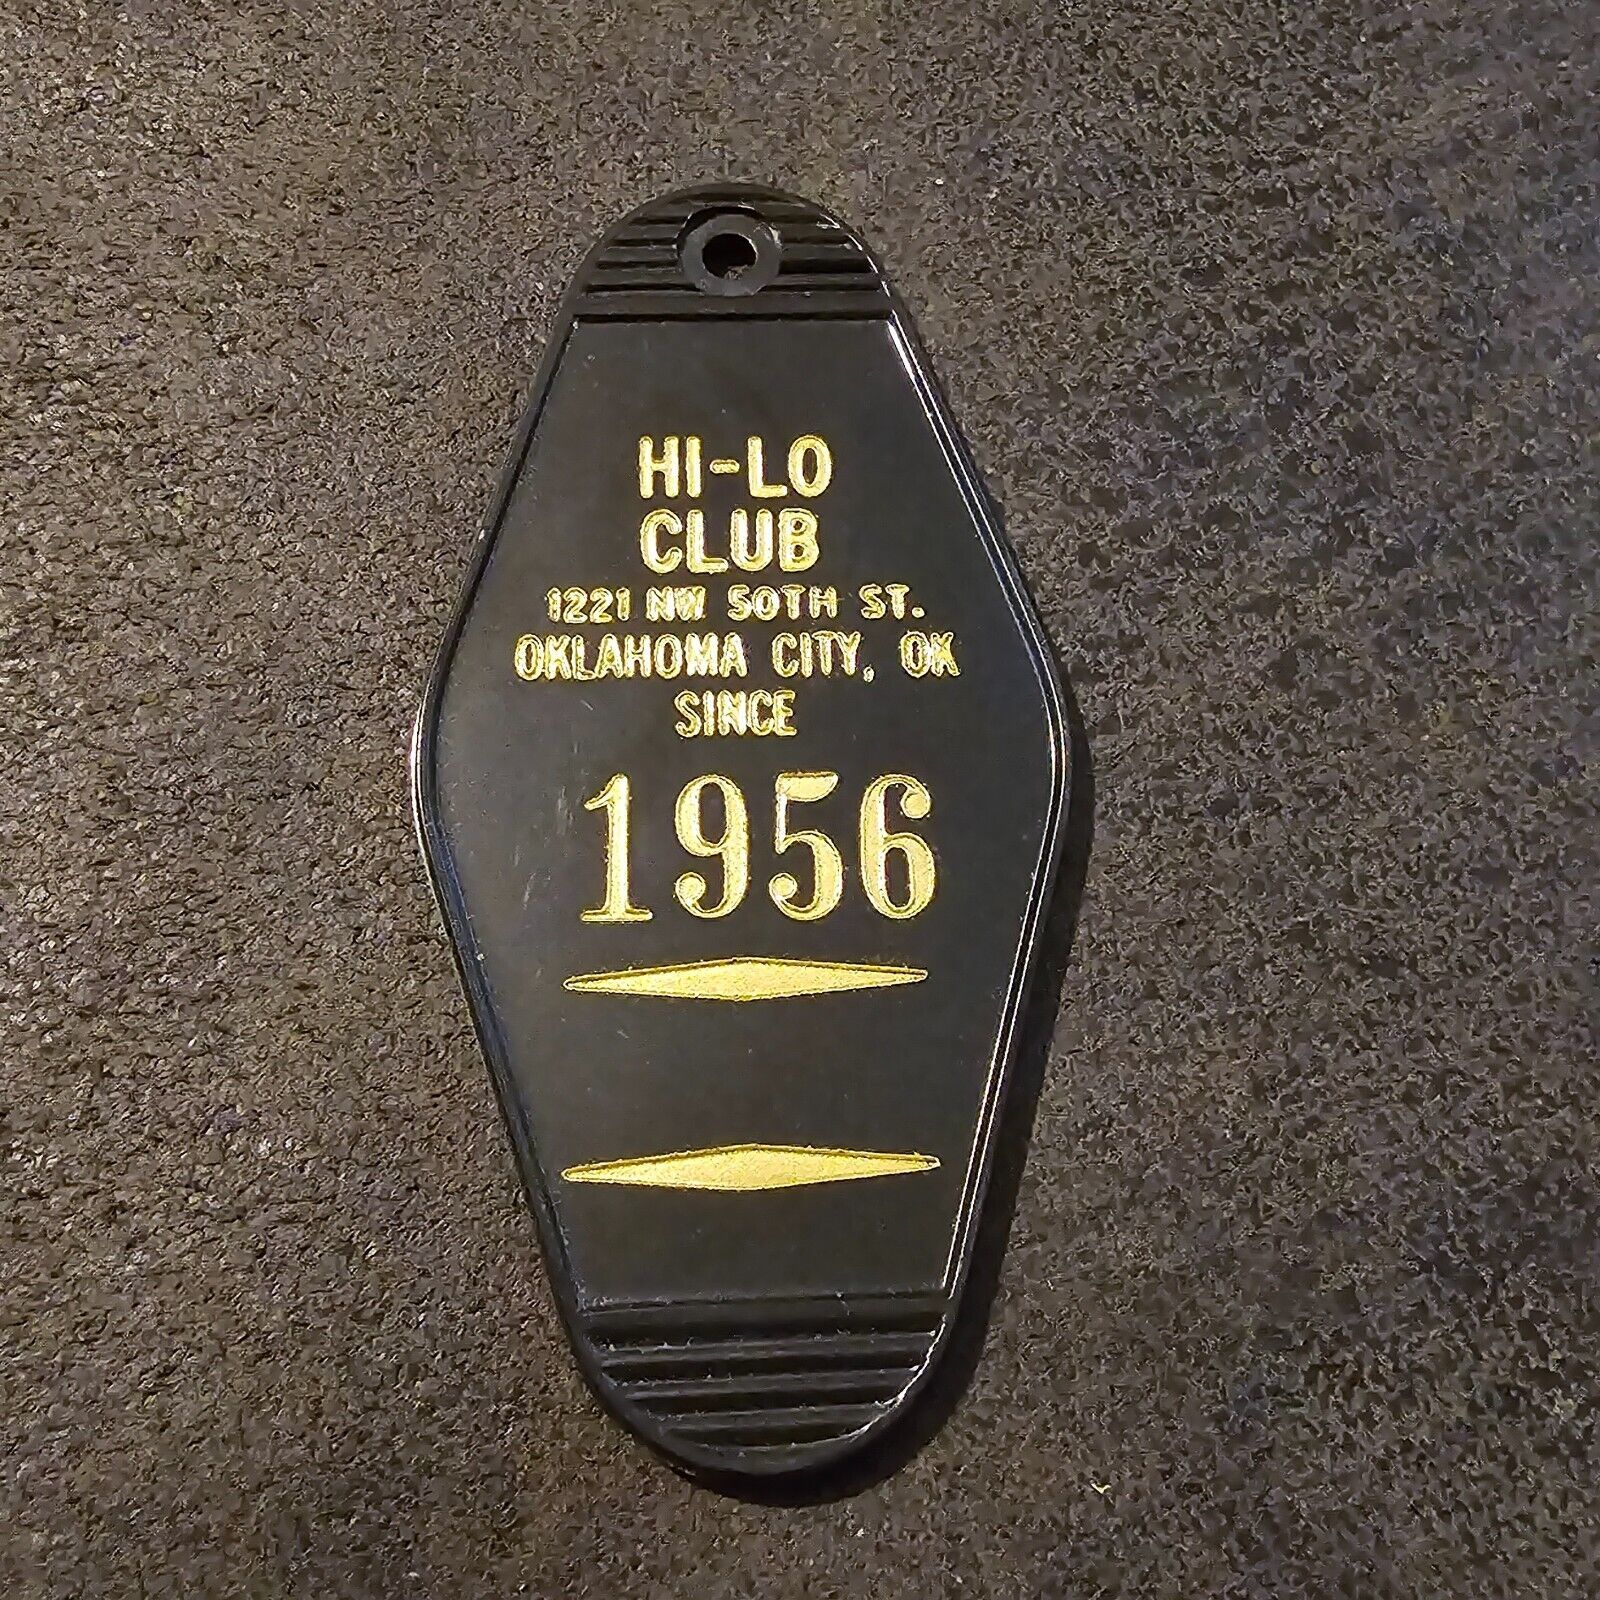 HI-LO
CLUB
1221 NW 50TH ST.
OKLAHOMA CITY, OK
SINCE
1956